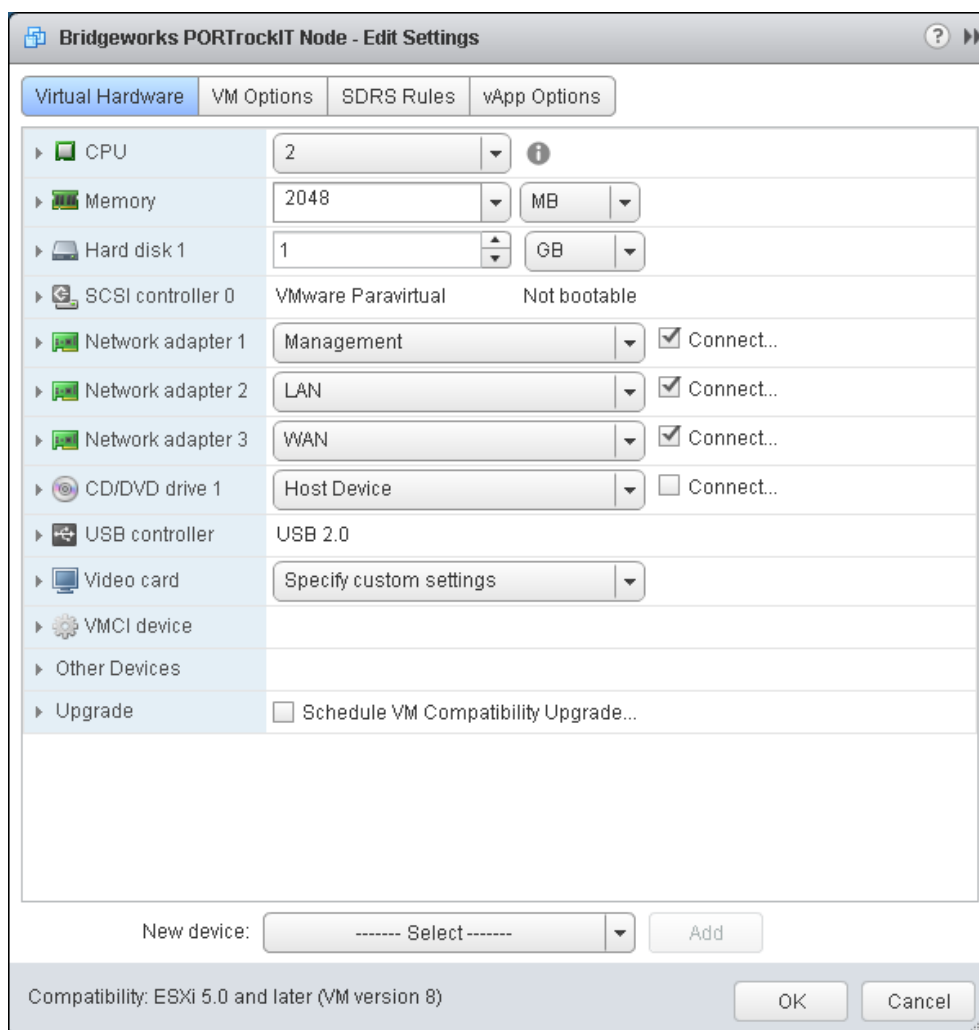 Bridgeworks PORTrockIT Node - Edit Settings ?
Virtual Hardware VM Options SDRS Rules vApp Options
CPU 2
Memory 2048 MB
Hard disk 1 1 GB
SCSI controller 0 VMware Paravirtual Not bootable
Network adapter 1 Management Connect...
Network adapter 2 LAN Connect...
Network adapter 3 WAN Connect...
CD/DVD drive 1 Host Device Connect...
USB controller USB 2.0
Video card Specify custom settings
VMCI device
Other Devices
Upgrade Schedule VM Compatibility Upgrade...
New device: ------- Select ------- Add
Compatibility: ESXi 5.0 and later (VM version 8) OK Cancel